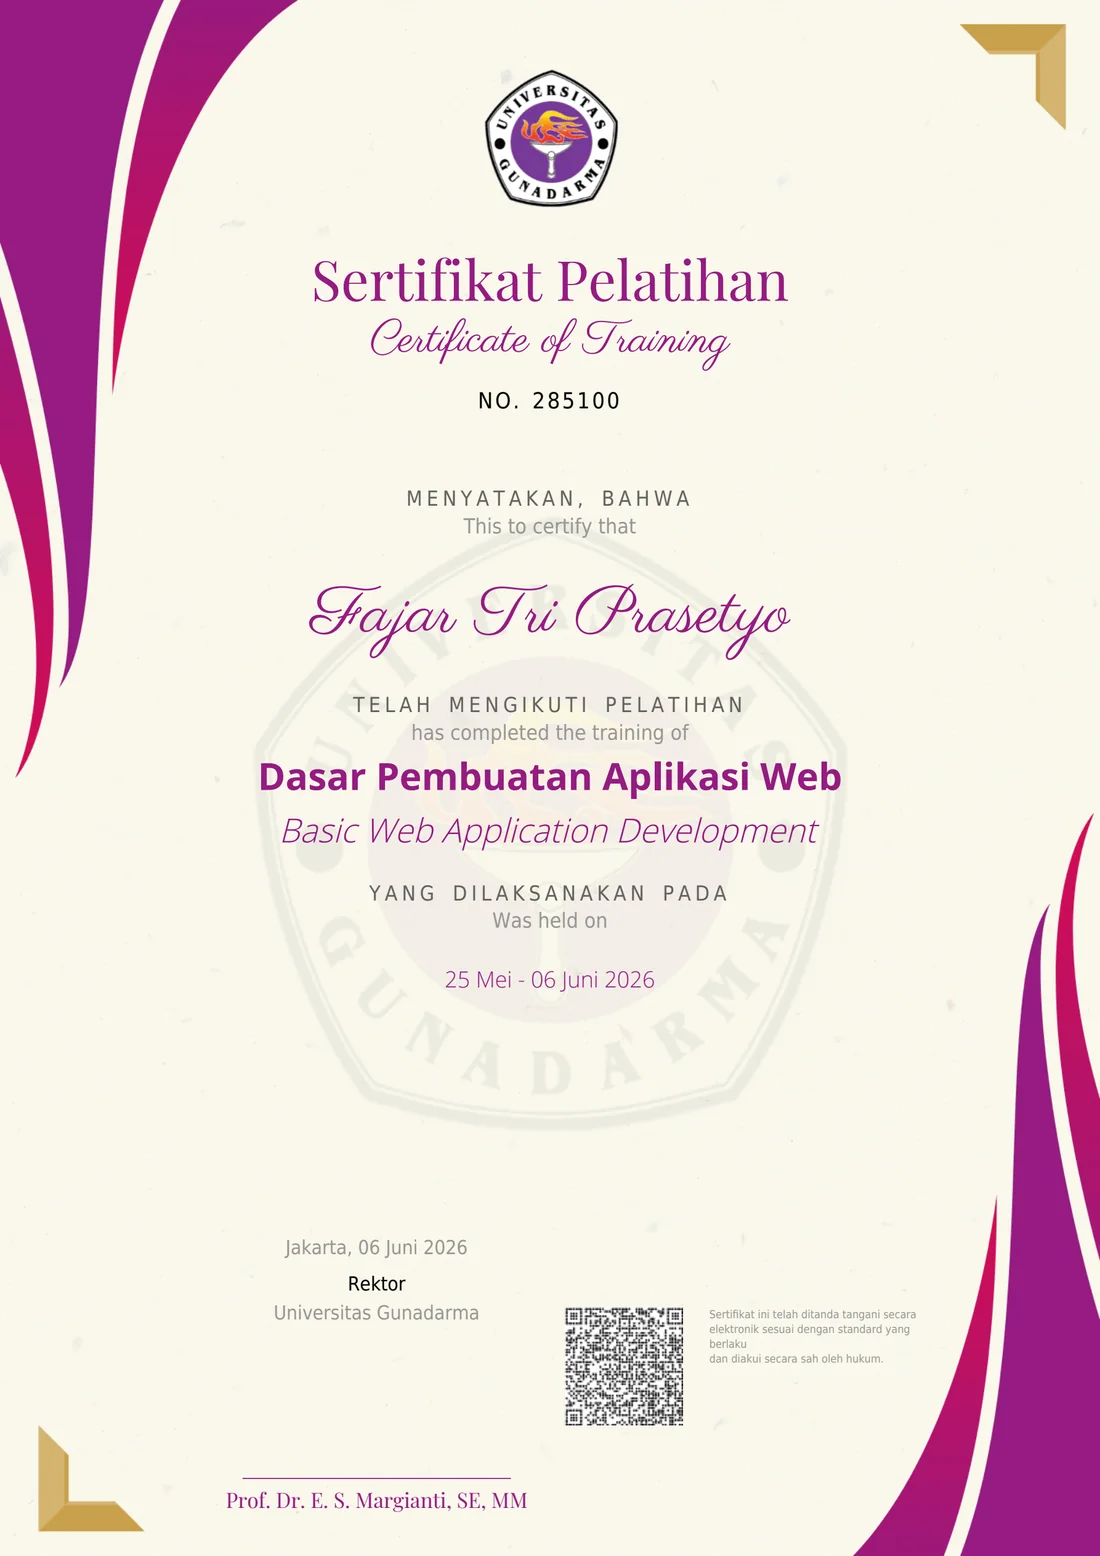 UNIVERSITAS
GUNADARMA
Sertifikat Pelatihan
Certificate of Training
NO. 285100
MENYATAKAN, BAHWA
This to certify that
Fajar Tri Prasetyo
TELAH MENGIKUTI PELATIHAN
has completed the training of
Dasar Pembuatan Aplikasi Web
Basic Web Application Development
YANG DILAKSANAKAN PADA
Was held on
25 Mei - 06 Juni 2026
UNIVERSITAS
GUNADARMA
Jakarta, 06 Juni 2026
Rektor
Universitas Gunadarma
Sertifikat ini telah ditanda tangani secara
elektronik sesuai dengan standard yang
berlaku
dan diakui secara sah oleh hukum.
Prof. Dr. E. S. Margianti, SE, MM